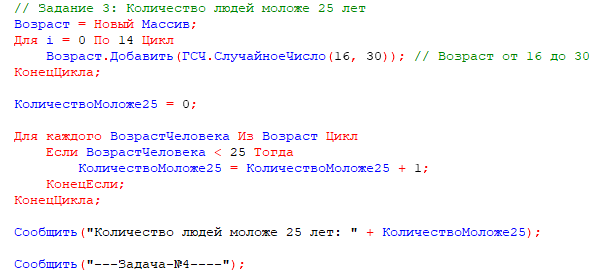 // Задание 3: Количество людей моложе 25 лет
Возраст = Новый Массив;
Для i = 0 По 14 Цикл
    Возраст.Добавить(ГСЧ.СлучайноеЧисло(16, 30)); // Возраст от 16 до 30
КонецЦикла;

КоличествоМоложе25 = 0;

Для каждого ВозрастЧеловека Из Возраст Цикл
    Если ВозрастЧеловека < 25 Тогда
        КоличествоМоложе25 = КоличествоМоложе25 + 1;
    КонецЕсли;
КонецЦикла;

Сообщить("Количество людей моложе 25 лет: " + КоличествоМоложе25);

Сообщить("---Задача-№4----");